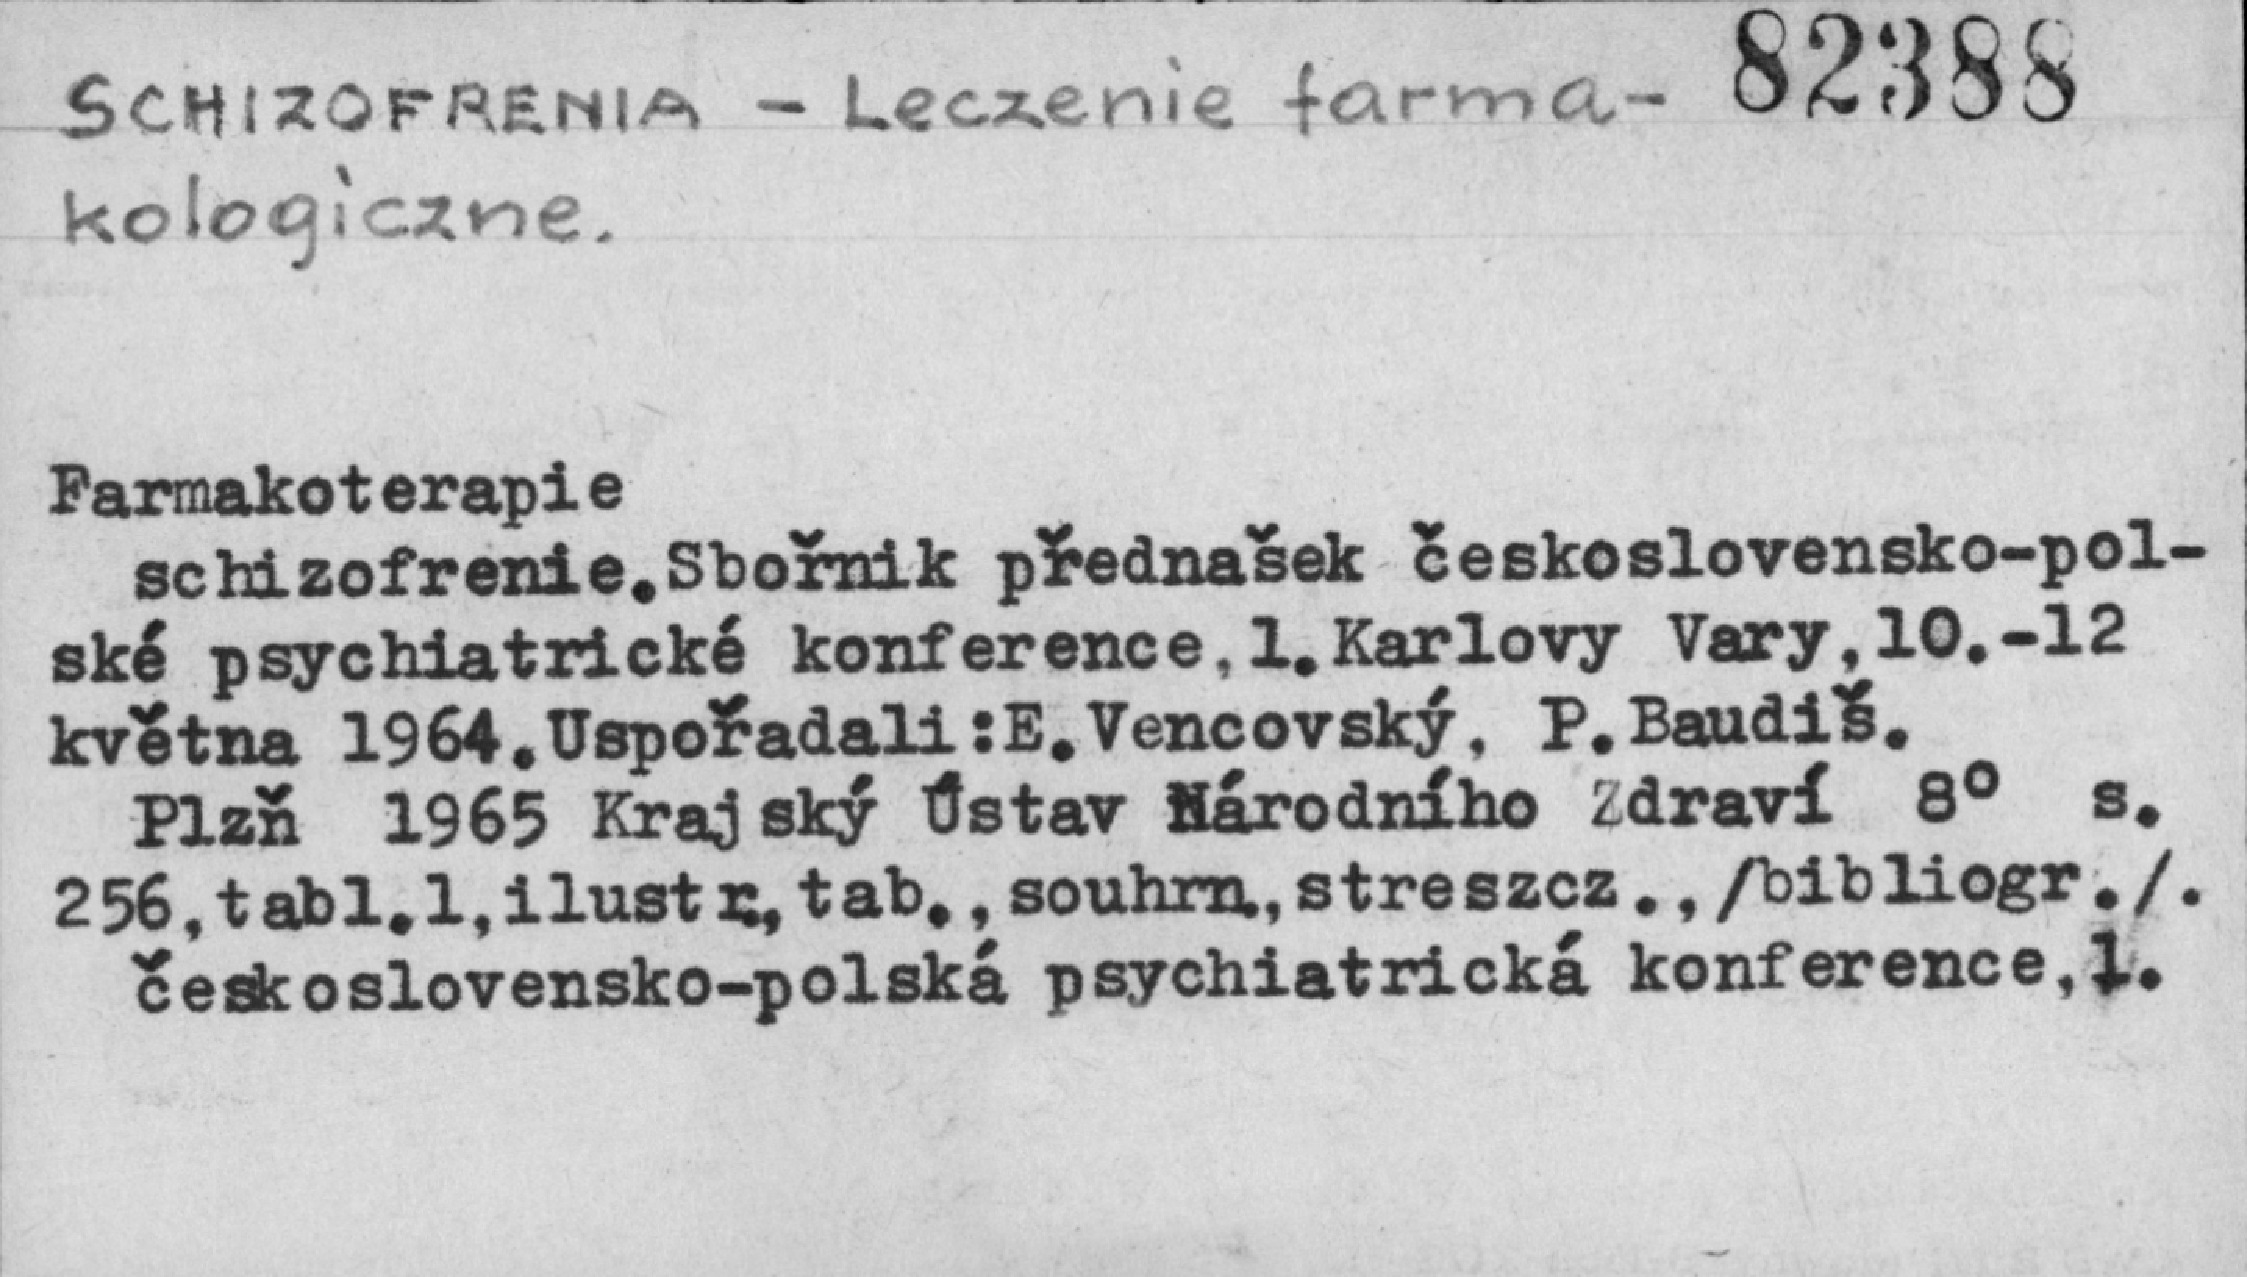 SCHIZOFRENIA - Leczenie farma- 82388
kologiczne.
Farmakoterapie
schizofrenie.Sbořnik přednašek československo-pol-
ské psychiatrické konference,1.Karlovy Vary,10.-12
května 1964.Uspořadali:E.Vencovský, P.Baudiš.
Plzň 1965 Krajský Ústav Národního Zdraví 8° s.
256,tabl.1,ilustr.,tab.,souhrn.,streszcz.,/bibliogr./.
československo-polská psychiatrická konference,1.